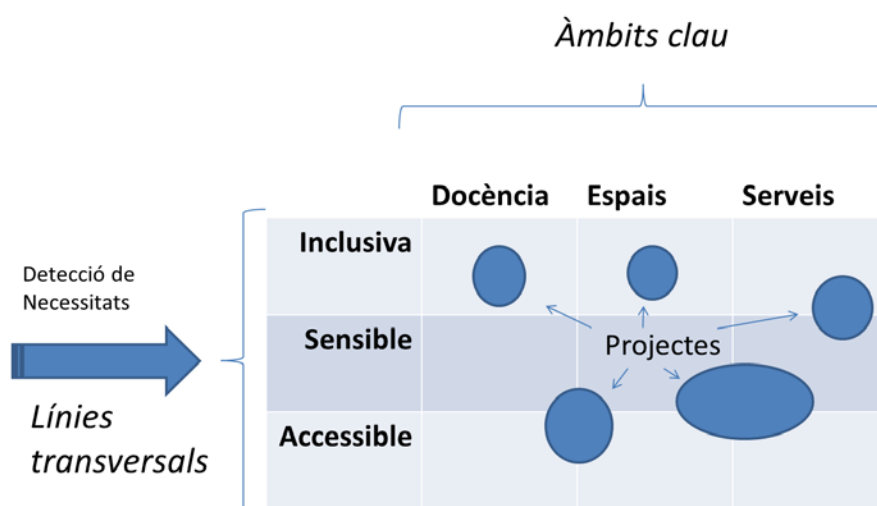 Àmbits clau
Docència Espais Serveis
Inclusiva
Detecció de
Necessitats
Sensible
Projectes
Línies
transversals
Accessible